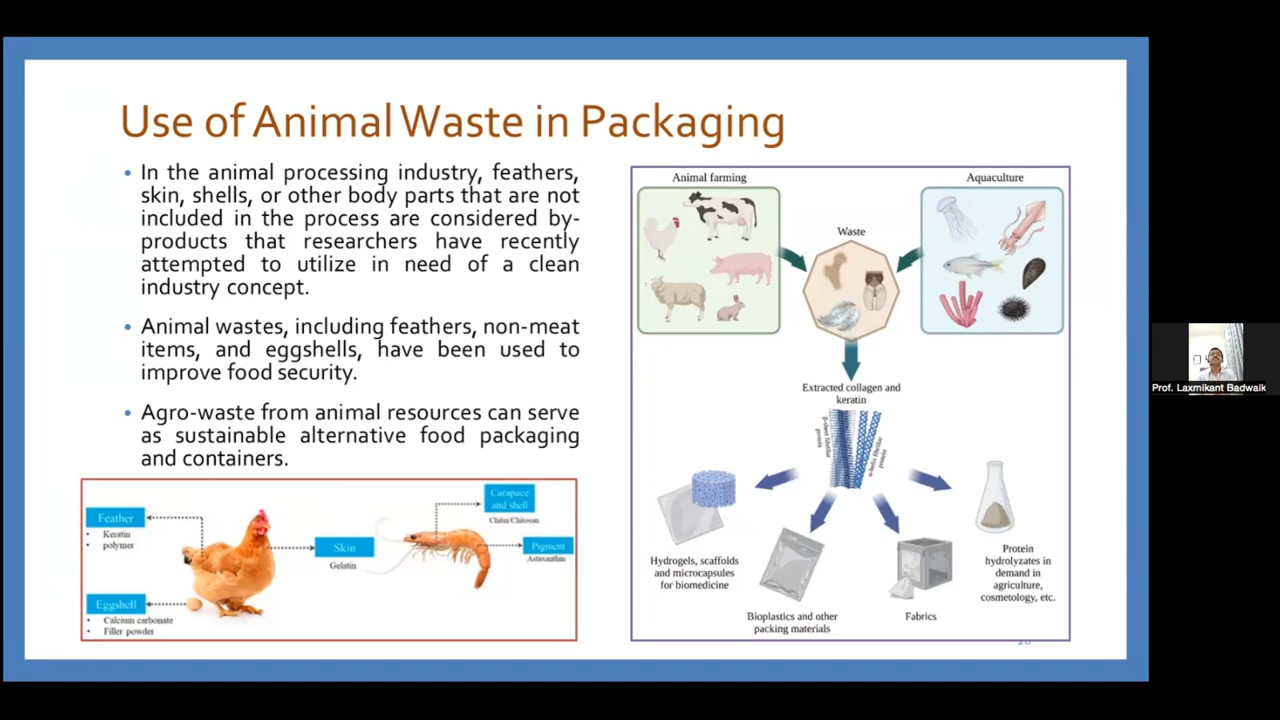 Use of Animal Waste in Packaging
• In the animal processing industry, feathers,
skin, shells, or other body parts that are not
included in the process are considered by-
products that researchers have recently
attempted to utilize in need of a clean
industry concept.
• Animal wastes, including feathers, non-meat
items, and eggshells, have been used to
improve food security.
• Agro-waste from animal resources can serve
as sustainable alternative food packaging
and containers.
Feather
• Keratin
• polymer
Eggshell
• Calcium carbonate
• Filler powder
Skin
Gelatin
Carapace
and shell
Chitin/Chitosan
Pigment
Astaxanthin
Animal farming
Aquaculture
Waste
Extracted collagen and
keratin
β-sheet fibrillar
protein
α-helix fibrillar
protein
Hydrogels, scaffolds
and microcapsules
for biomedicine
Bioplastics and other
packing materials
Fabrics
Protein
hydrolyzates in
demand in
agriculture,
cosmetology, etc.
Prof. Laxmikant Badwaik